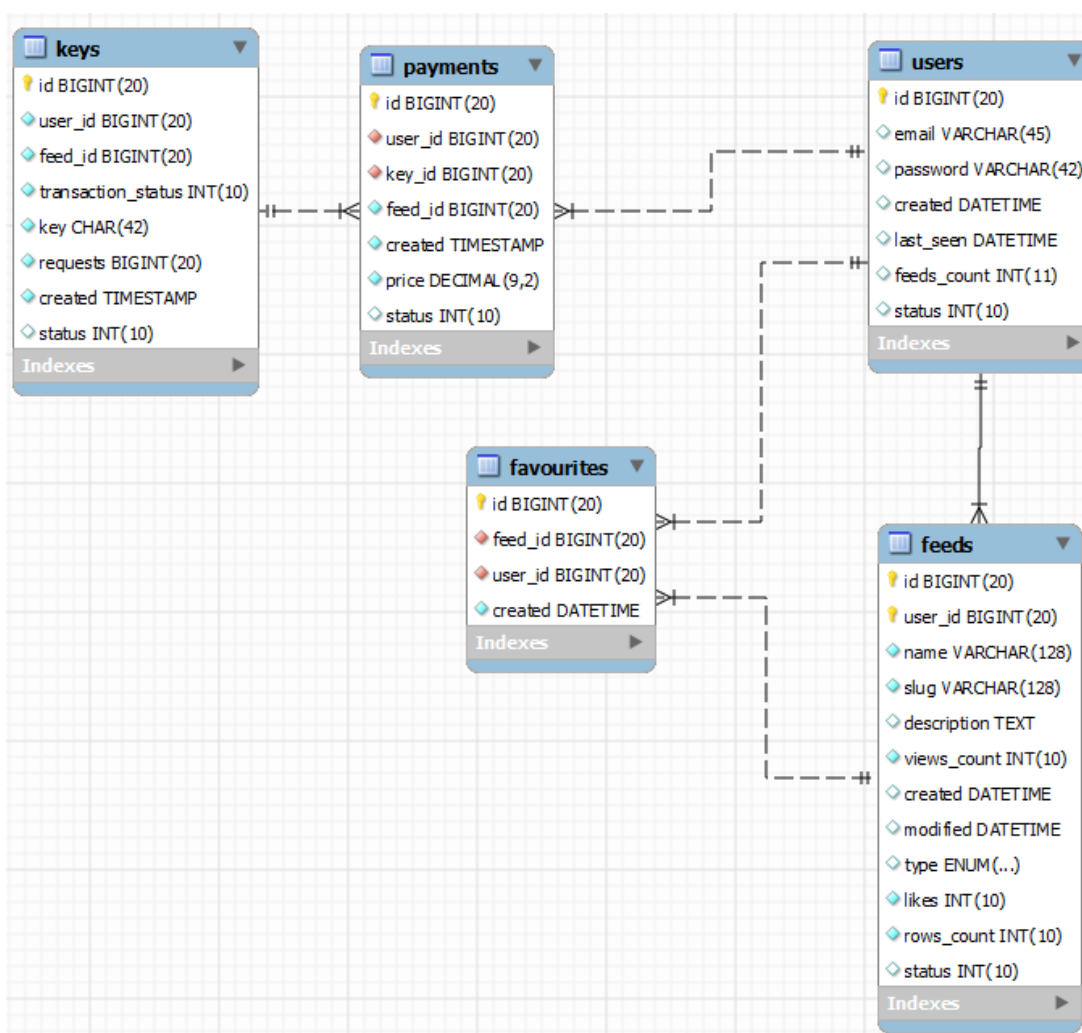 keys
id BIGINT(20)
user_id BIGINT(20)
feed_id BIGINT(20)
transaction_status INT(10)
key CHAR(42)
requests BIGINT(20)
created TIMESTAMP
status INT(10)
Indexes
payments
id BIGINT(20)
user_id BIGINT(20)
key_id BIGINT(20)
feed_id BIGINT(20)
created TIMESTAMP
price DECIMAL(9,2)
status INT(10)
Indexes
users
id BIGINT(20)
email VARCHAR(45)
password VARCHAR(42)
created DATETIME
last_seen DATETIME
feeds_count INT(11)
status INT(10)
Indexes
favourites
id BIGINT(20)
feed_id BIGINT(20)
user_id BIGINT(20)
created DATETIME
Indexes
feeds
id BIGINT(20)
user_id BIGINT(20)
name VARCHAR(128)
slug VARCHAR(128)
description TEXT
views_count INT(10)
created DATETIME
modified DATETIME
type ENUM(...)
likes INT(10)
rows_count INT(10)
status INT(10)
Indexes